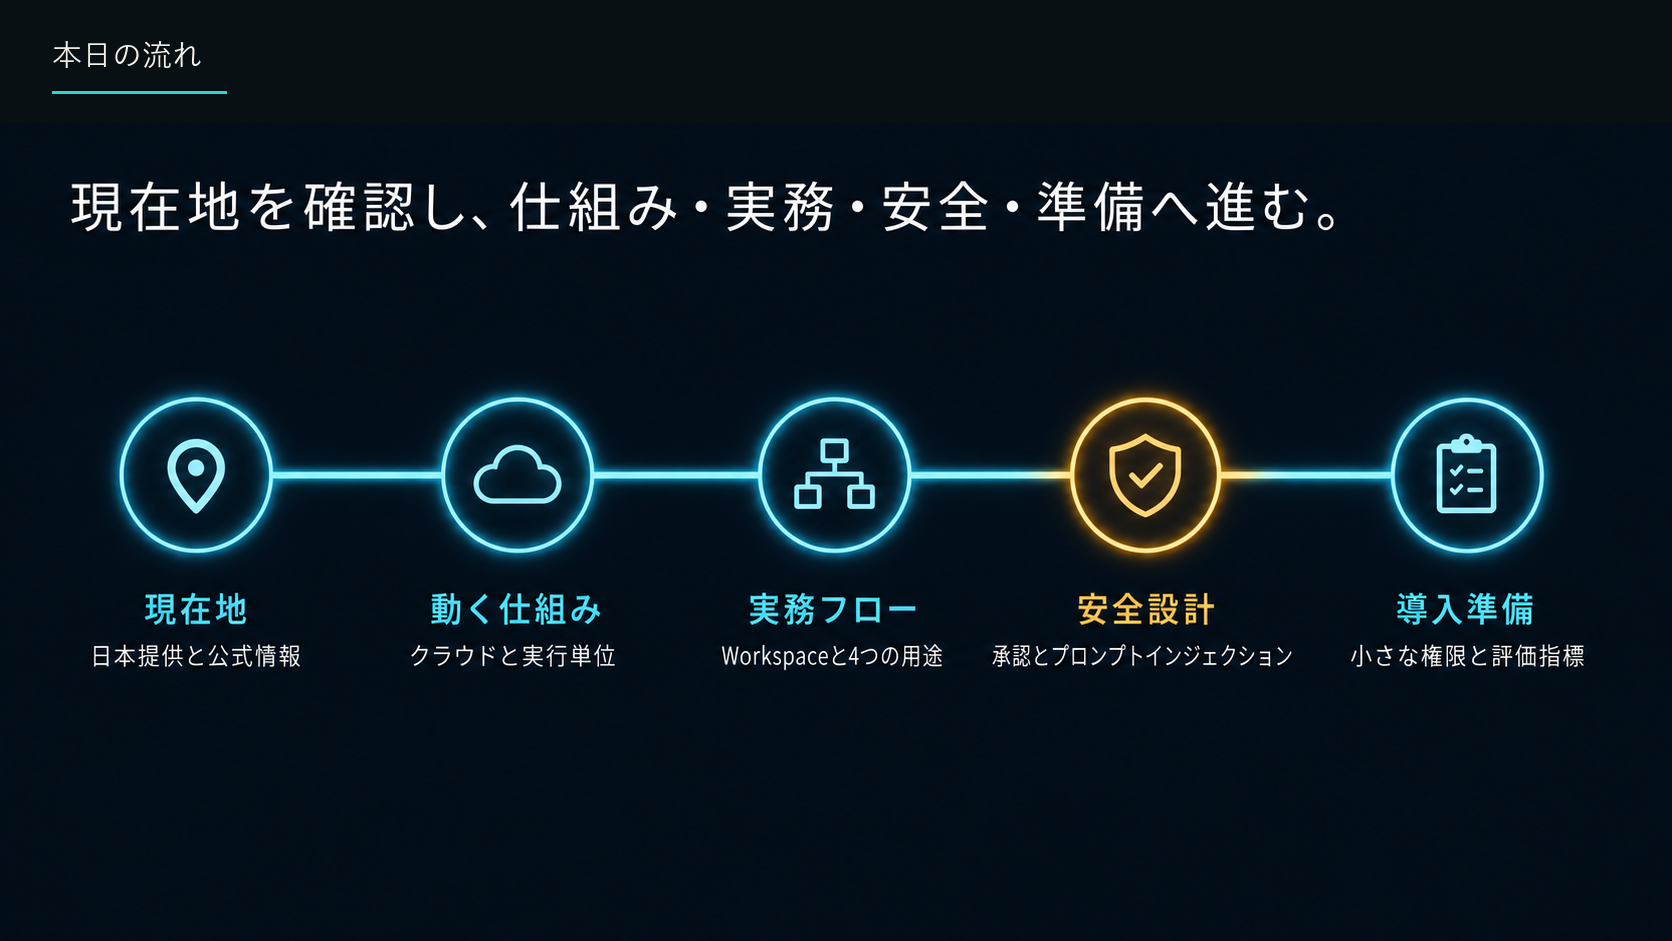 本日の流れ
現在地を確認し、仕組み・実務・安全・準備へ進む。
現在地
日本提供と公式情報
動く仕組み
クラウドと実行単位
実務フロー
Workspaceと4つの用途
安全設計
承認とプロンプトインジェクション
導入準備
小さな権限と評価指標